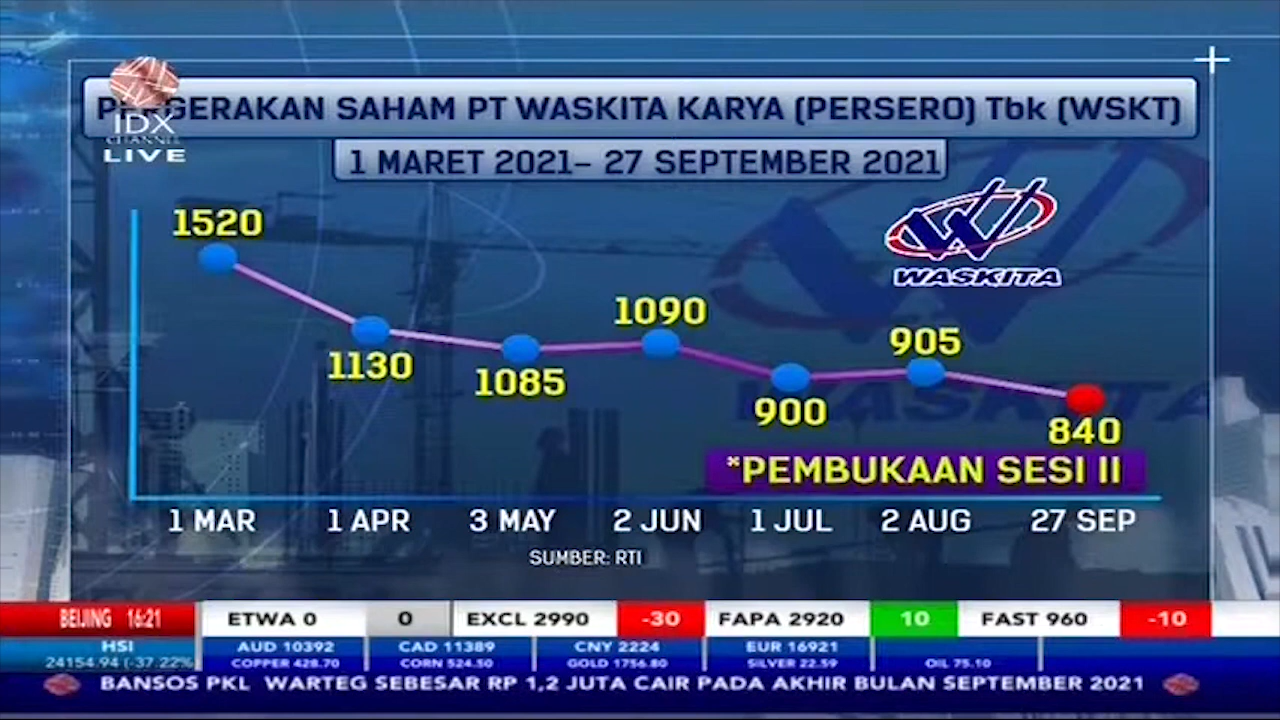 PERGERAKAN SAHAM PT WASKITA KARYA (PERSERO) Tbk (WSKT)
IDX
CHANNEL
LIVE
1 MARET 2021– 27 SEPTEMBER 2021
WASKITA
1520
1130
1085
1090
900
905
840
*PEMBUKAAN SESI II
1 MAR 1 APR 3 MAY 2 JUN 1 JUL 2 AUG 27 SEP
SUMBER: RTI
BEIJING 16:21 ETWA 0 0 EXCL 2990 -30 FAPA 2920 10 FAST 960 -10
HSI AUD 10392 CAD 11389 CNY 2224 EUR 16921
24154.94 (-37.22%) COPPER 428.70 CORN 524.50 GOLD 1756.80 SILVER 22.59 OIL 75.10
BANSOS PKL WARTEG SEBESAR RP 1,2 JUTA CAIR PADA AKHIR BULAN SEPTEMBER 2021